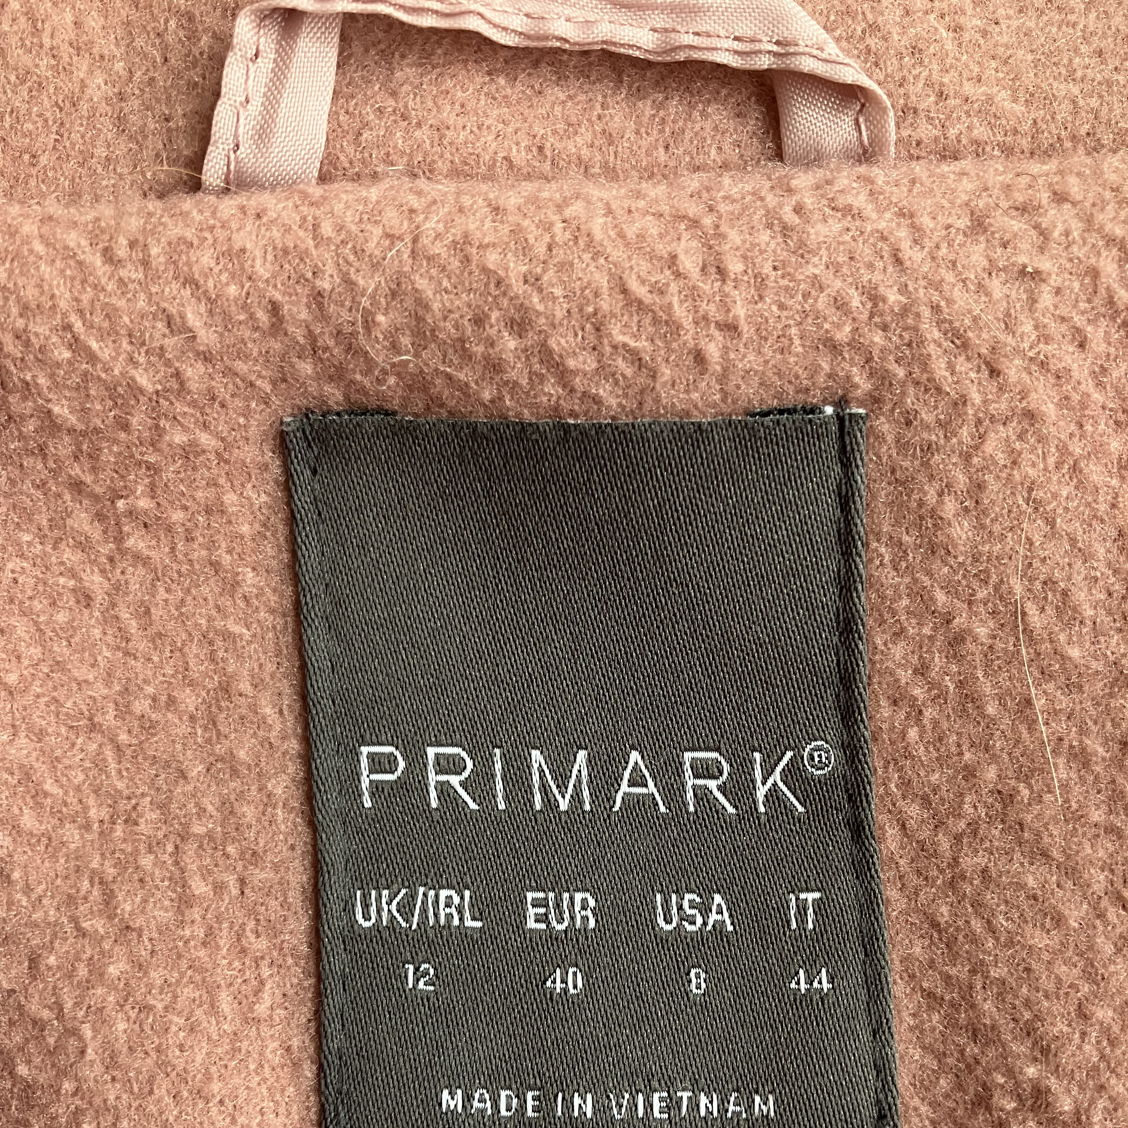 PRIMARK®
UK/IRL EUR USA IT
12 40 8 44
MADE IN VIETNAM